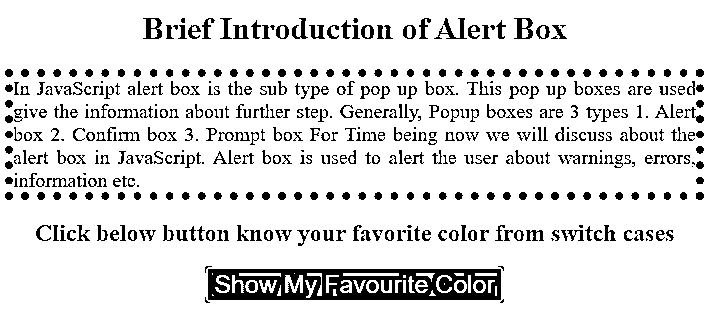 Brief Introduction of Alert Box
In JavaScript alert box is the sub type of pop up box. This pop up boxes are used
give the information about further step. Generally, Popup boxes are 3 types 1. Alert
box 2. Confirm box 3. Prompt box For Time being now we will discuss about the
alert box in JavaScript. Alert box is used to alert the user about warnings, errors,
information etc.
Click below button know your favorite color from switch cases
Show My Favourite Color